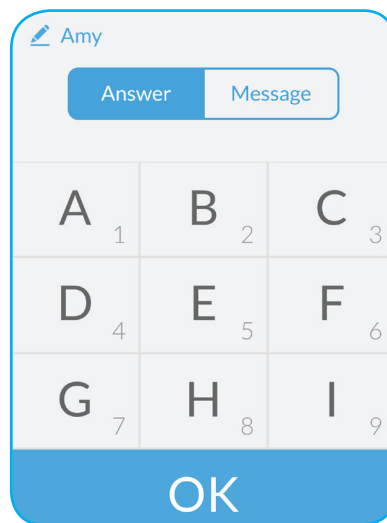 Amy
Answer Message
A 1 B 2 C 3
D 4 E 5 F 6
G 7 H 8 I 9
OK